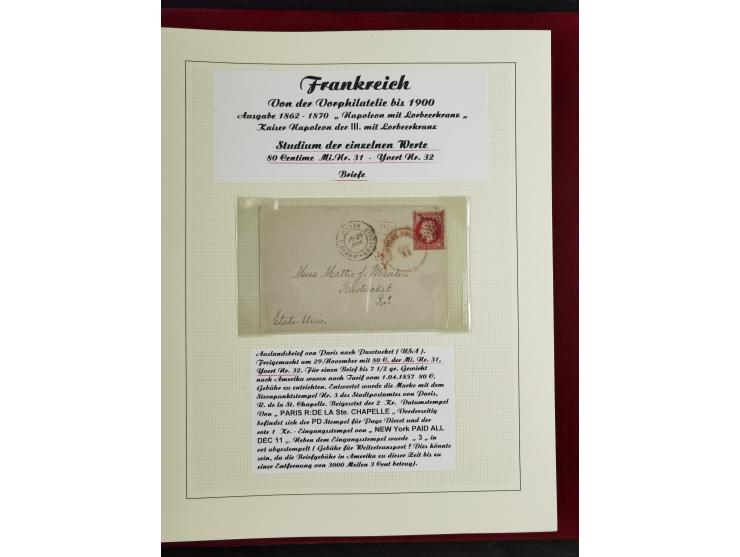 Frankreich
Von der Vorphilatelie bis 1900
Ausgabe 1862 - 1870 „ Napoleon mit Lorbeerkranz „
Kaiser Napoleon der III. mit Lorbeerkranz
Studium der einzelnen Werte
80 Centime Mi.Nr. 31 - Yvert Nr. 32
Briefe
Miss Mattie J. Weston
Pawtucket
R.I.
Etats-Unis.
Auslandsbrief von Paris nach Pawtucket ( USA ).
Freigemacht am 29.November mit 80 C. der Mi. Nr. 31,
Yvert Nr. 32. Für einen Brief bis 7 1/2 gr. Gewicht
nach Amerika waren nach Tarif vom 1.04.1857 80 C.
Gebühr zu entrichten. Entwertet wurde die Marke mit dem
Sternpunktstempel Nr. 3 des Stadtpostamtes von Paris,
R. de la St. Chapelle. Beigesetzt der 2 Kr. Datumstempel
Von „ PARIS R:DE LA Ste. CHAPELLE „ Vorderseitig
befindet sich der PD Stempel für Paye Direct und der
rote 1 Kr. - Eingangsstempel von „ NEW York PAID ALL
DEC 11 „. Neben dem Eingangsstempel wurde „ 3 „ in
rot abgestempelt ( Gebühr für Weitertransport ? Dies könnte
sein, da die Briefgebühr in Amerika zu dieser Zeit bis zu
einer Entfernung von 3000 Meilen 3 Cent betrug).